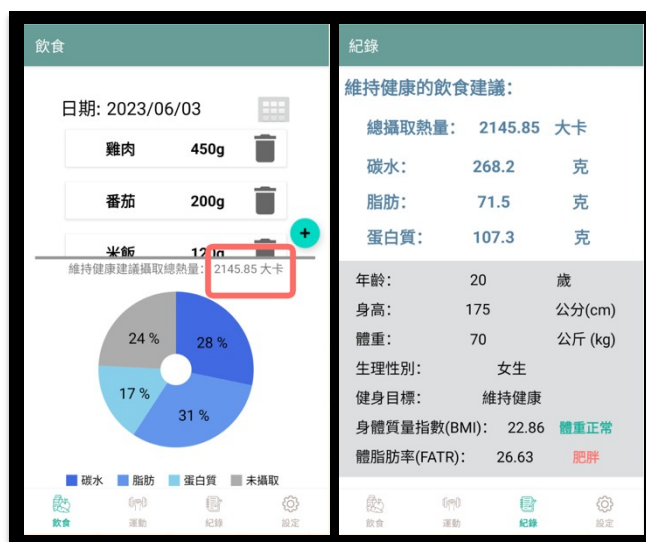 飲食
日期: 2023/06/03
雞肉 450g
番茄 200g
+
米飯 120g
維持健康建議攝取總熱量: 2145.85 大卡
24 %
28 %
17 %
31 %
碳水 脂肪 蛋白質 未攝取
飲食 運動 紀錄 設定
紀錄
維持健康的飲食建議:
總攝取熱量: 2145.85 大卡
碳水: 268.2 克
脂肪: 71.5 克
蛋白質: 107.3 克
年齡: 20 歲
身高: 175 公分(cm)
體重: 70 公斤 (kg)
生理性別: 女生
健身目標: 維持健康
身體質量指數(BMI): 22.86 體重正常
體脂肪率(FATR): 26.63 肥胖
飲食 運動 紀錄 設定